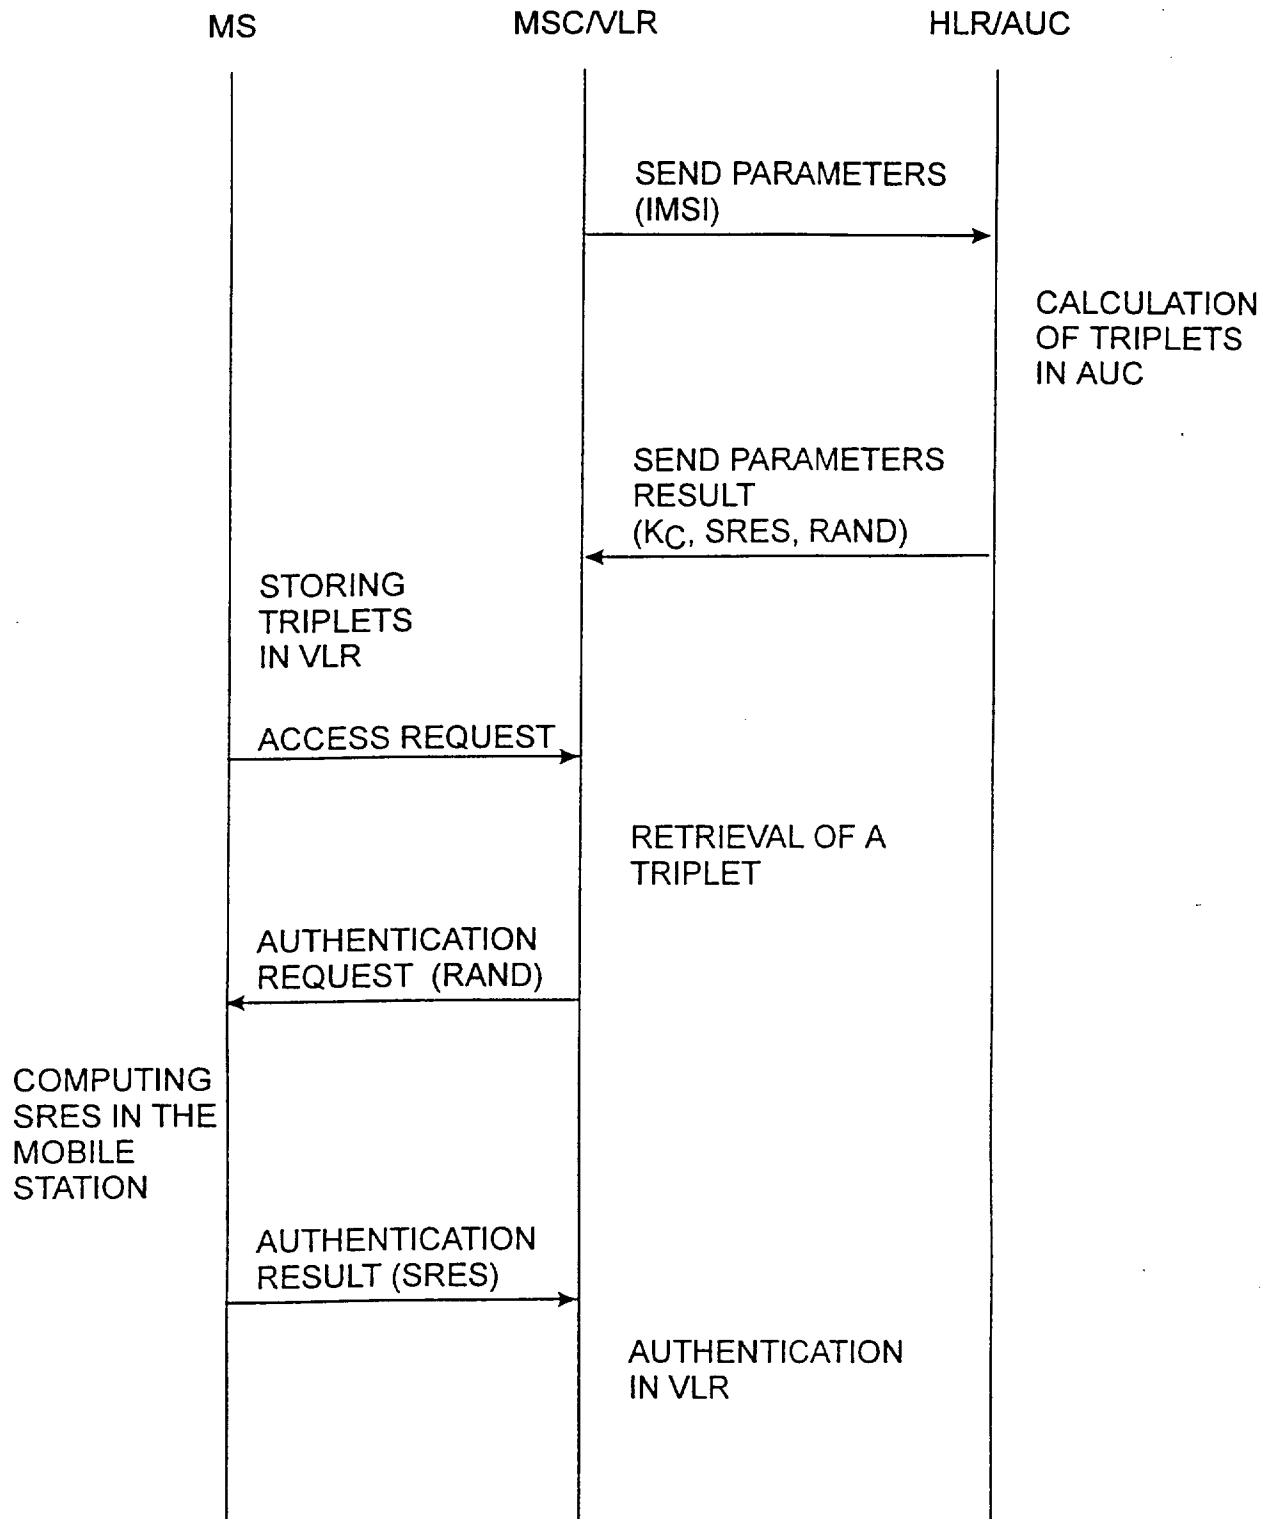 MS MSC/VLR HLR/AUC
SEND PARAMETERS
(IMSI)
CALCULATION
OF TRIPLETS
IN AUC
SEND PARAMETERS
RESULT
(KC, SRES, RAND)
STORING
TRIPLETS
IN VLR
ACCESS REQUEST
RETRIEVAL OF A
TRIPLET
AUTHENTICATION
REQUEST (RAND)
COMPUTING
SRES IN THE
MOBILE
STATION
AUTHENTICATION
RESULT (SRES)
AUTHENTICATION
IN VLR